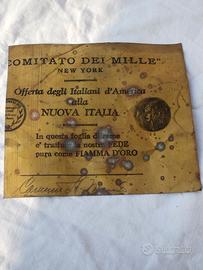 COMITATO DEI MILLE"
NEW YORK
Offerta degli Italiani d'America
alla
NUOVA ITALIA
In questa foglia di rame
e' trasfusa la nostra FEDE
pura come FIAMMA D'ORO
subito